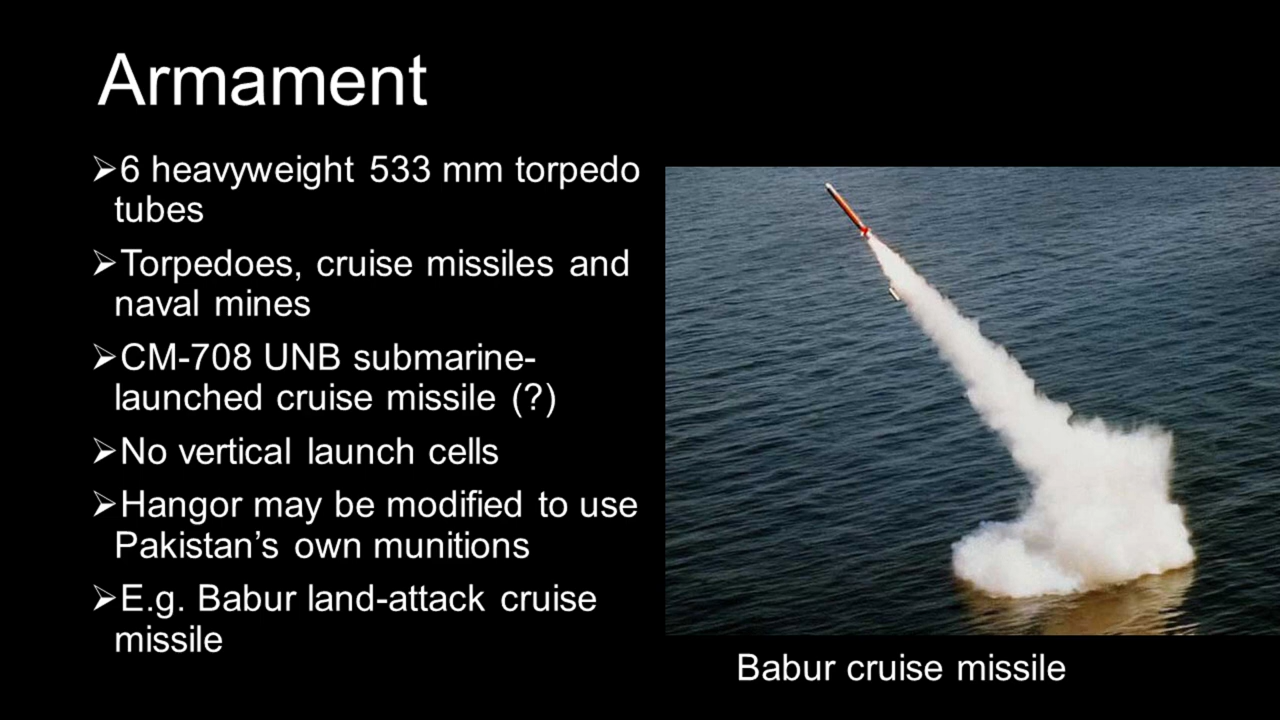 Armament
➢6 heavyweight 533 mm torpedo
tubes
➢Torpedoes, cruise missiles and
naval mines
➢CM-708 UNB submarine-
launched cruise missile (?)
➢No vertical launch cells
➢Hangor may be modified to use
Pakistan’s own munitions
➢E.g. Babur land-attack cruise
missile
Babur cruise missile